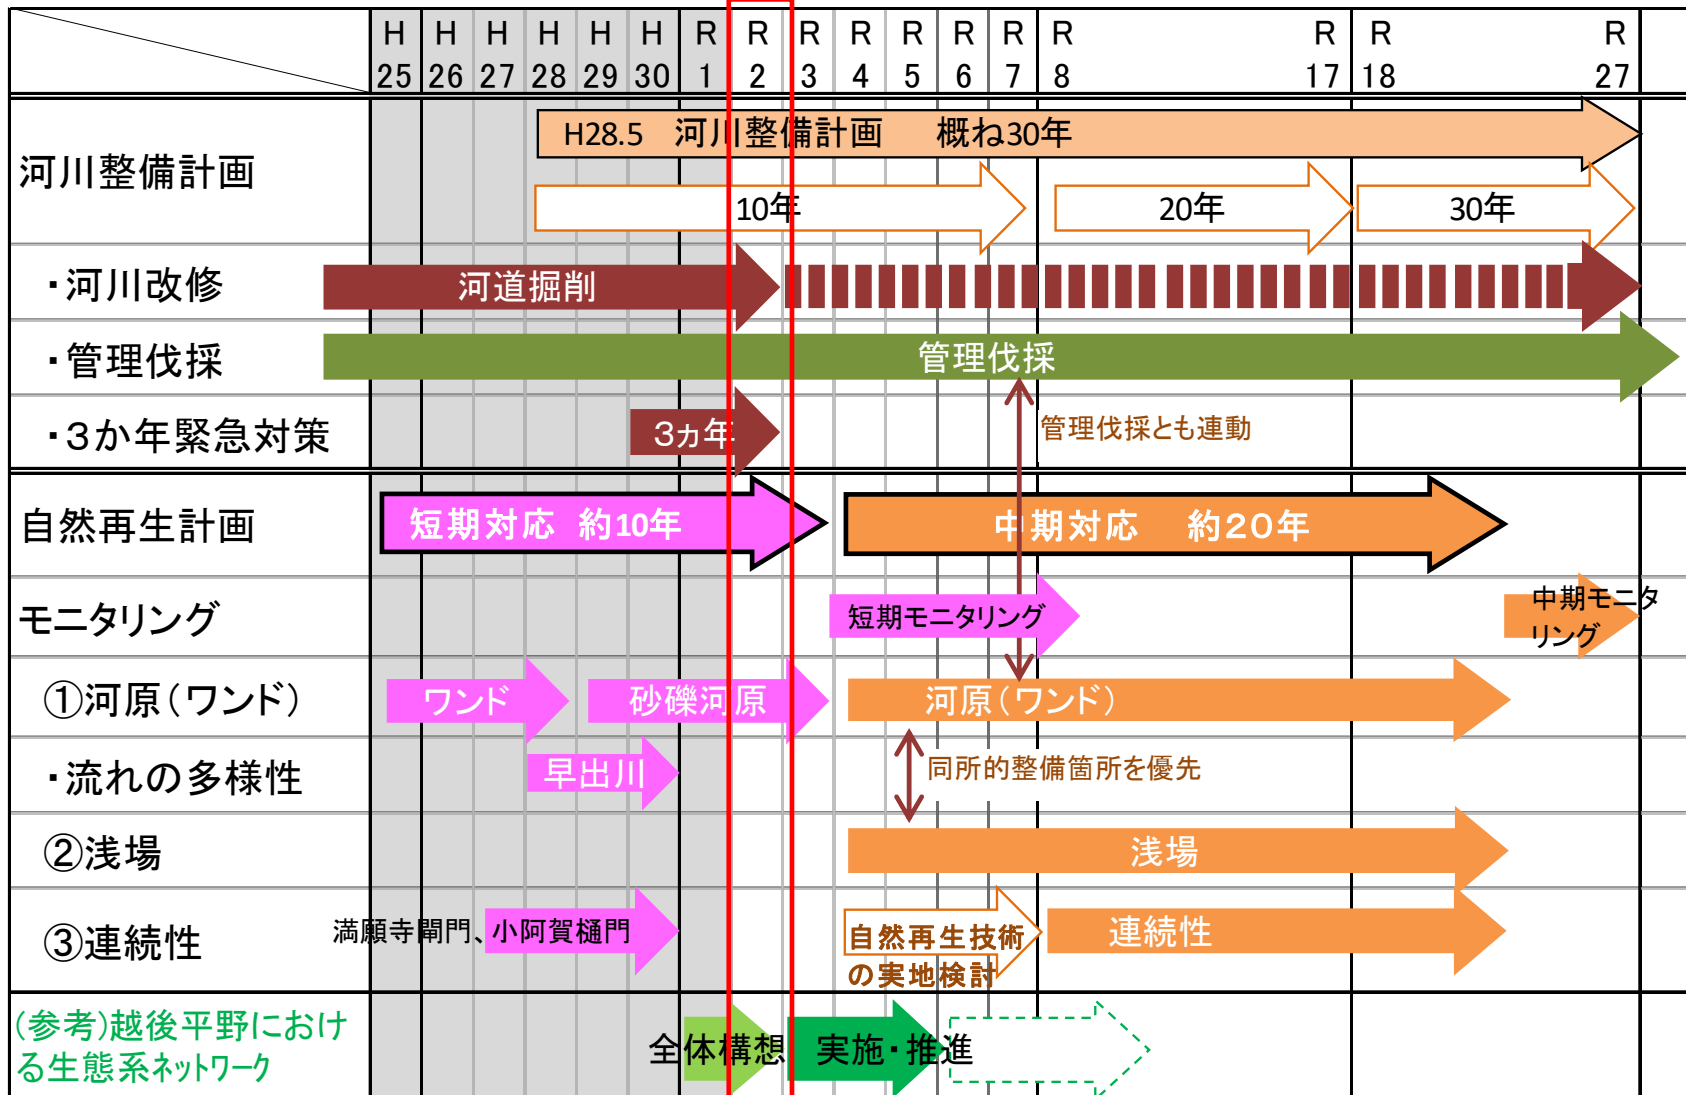 H H H H H H R R R R R R R R R R R
25 26 27 28 29 30 1 2 3 4 5 6 7 8 17 18 27
河川整備計画
H28.5 河川整備計画 概ね30年
10年 20年 30年
・河川改修 河道掘削
・管理伐採 管理伐採
・３か年緊急対策 ３ヵ年 管理伐採とも連動
自然再生計画 短期対応 約10年 中期対応 約２０年
モニタリング 短期モニタリング 中期モニタ
リング
①河原（ワンド） ワンド 砂礫河原 河原（ワンド）
・流れの多様性 早出川 同所的整備箇所を優先
②浅場 浅場
③連続性 満願寺閘門、小阿賀樋門 自然再生技術 連続性
の実地検討
(参考)越後平野におけ
る生態系ネットワーク
全体構想 実施・推進